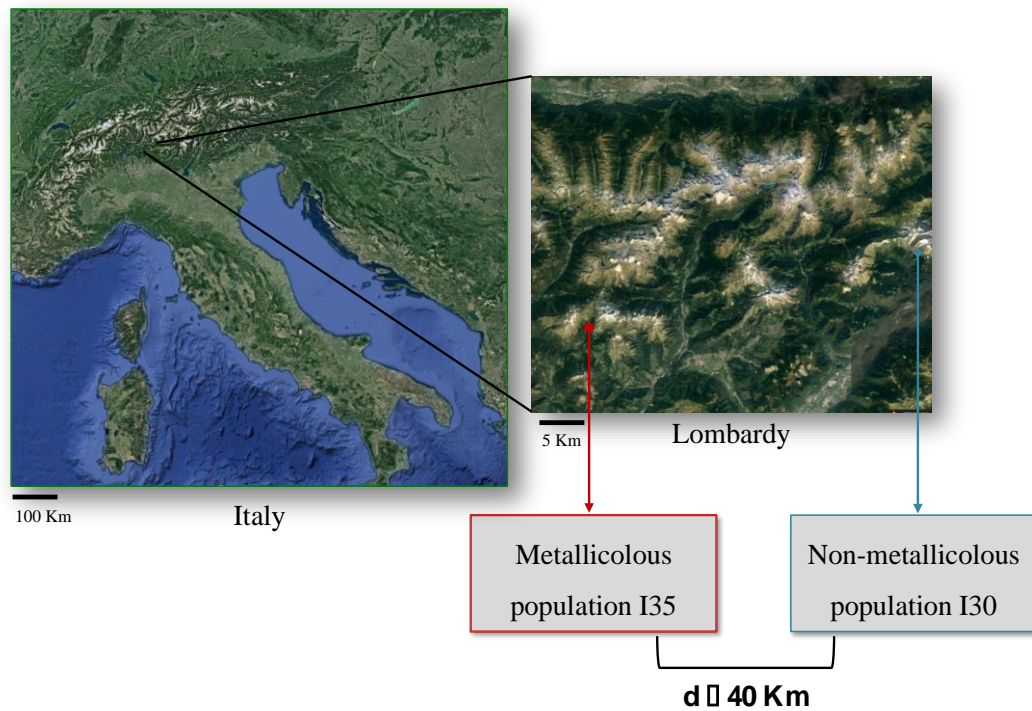 100 Km
Italy
5 Km
Lombardy
Metallicolous
population I35
Non-metallicolous
population I30
d 40 Km